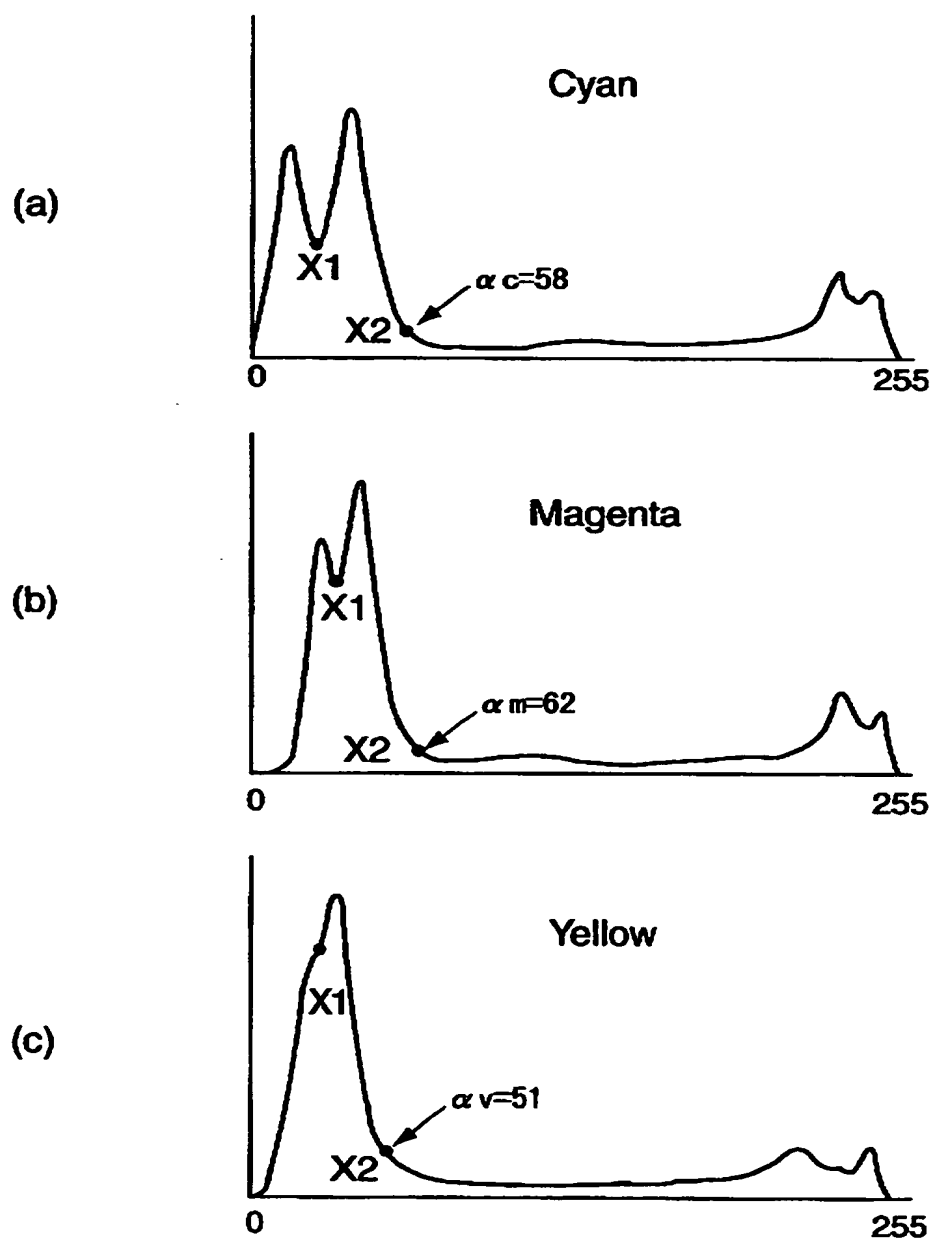 Cyan
(a)
X1
α c=58
X2
0 255
Magenta
(b)
X1
α m=62
X2
0 255
Yellow
X1
(c)
α v=51
X2
0 255